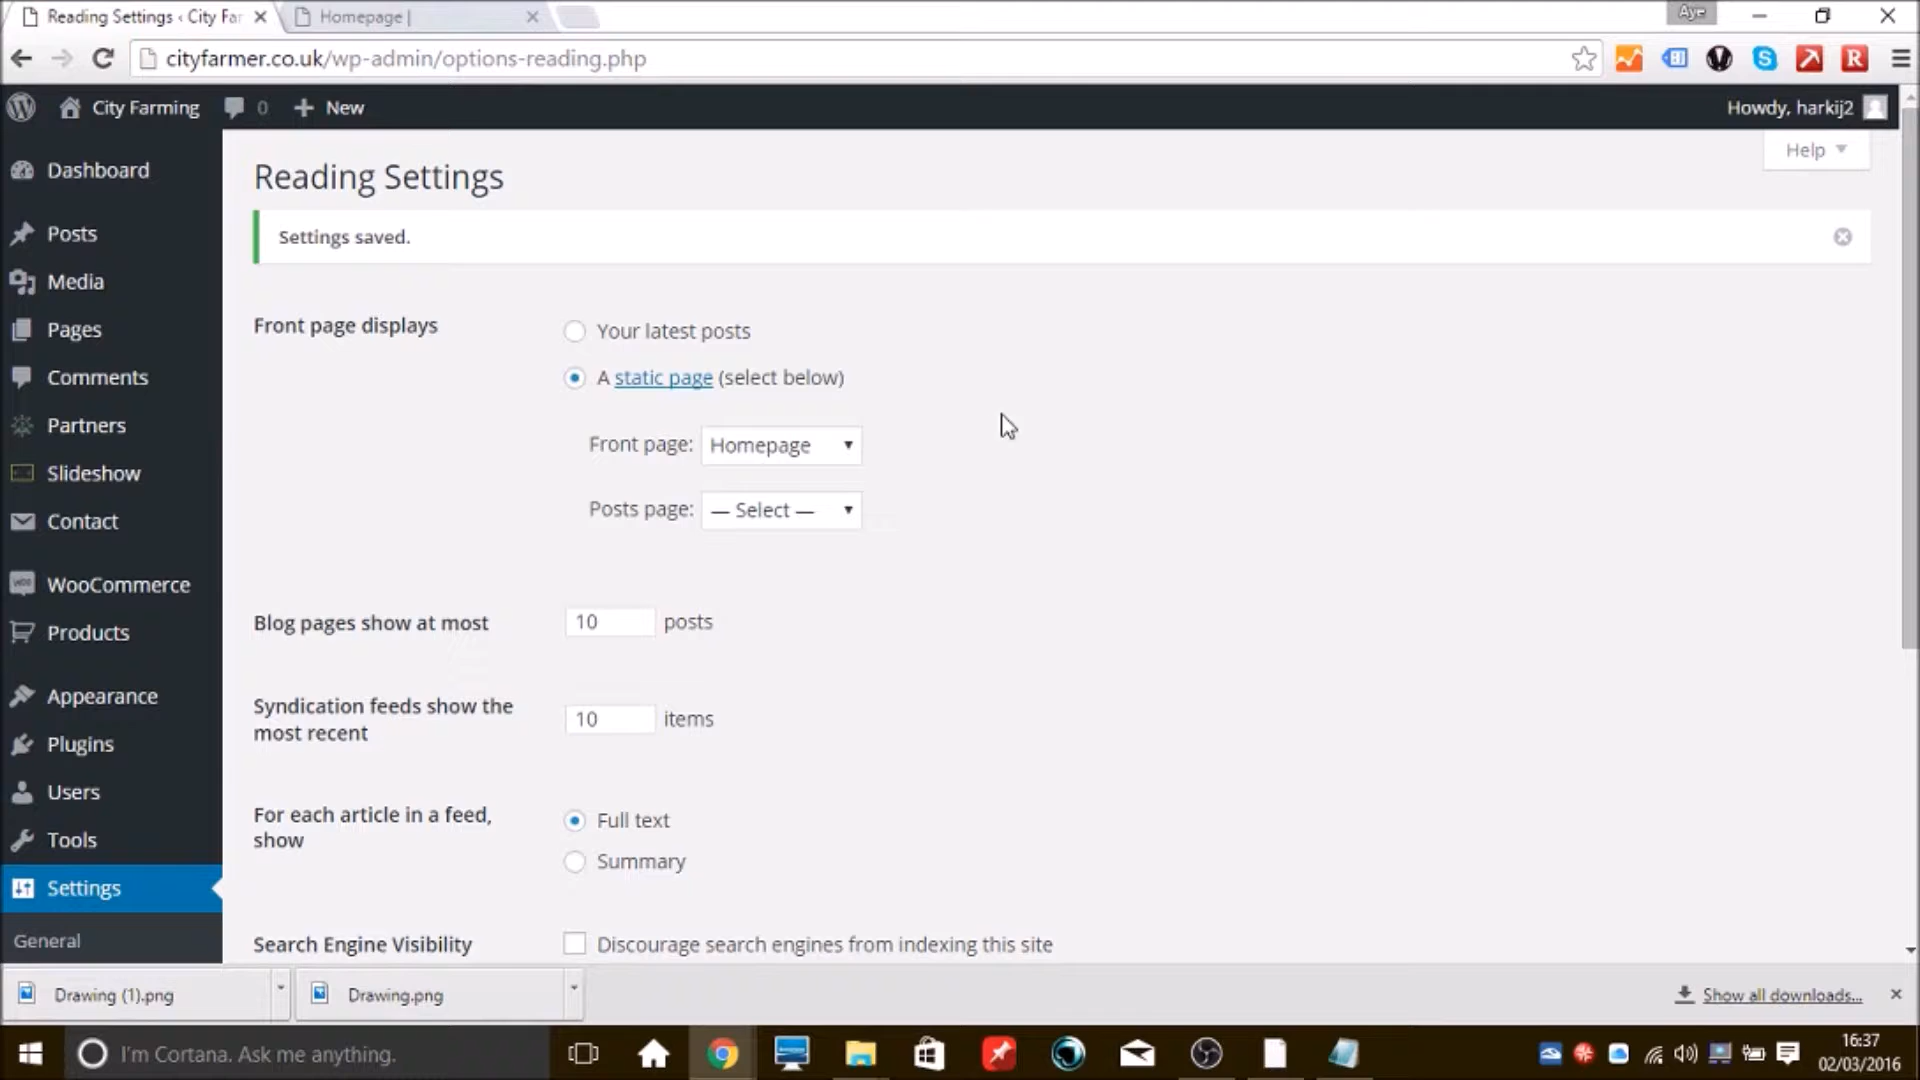 Reading Settings ‹ City Far
Homepage |
Aye
cityfarmer.co.uk/wp-admin/options-reading.php
City Farming
0
New
Howdy, harkij2
Help
Dashboard
Posts
Media
Pages
Comments
Partners
Slideshow
Contact
WooCommerce
Products
Appearance
Plugins
Users
Tools
Settings
General
Reading Settings
Settings saved.
Front page displays
Your latest posts
A static page (select below)
Front page: Homepage
Posts page: — Select —
Blog pages show at most 10 posts
Syndication feeds show the
most recent
10 items
For each article in a feed,
show
Full text
Summary
Search Engine Visibility
Discourage search engines from indexing this site
Drawing (1).png
Drawing.png
Show all downloads...
I'm Cortana. Ask me anything.
16:37
02/03/2016